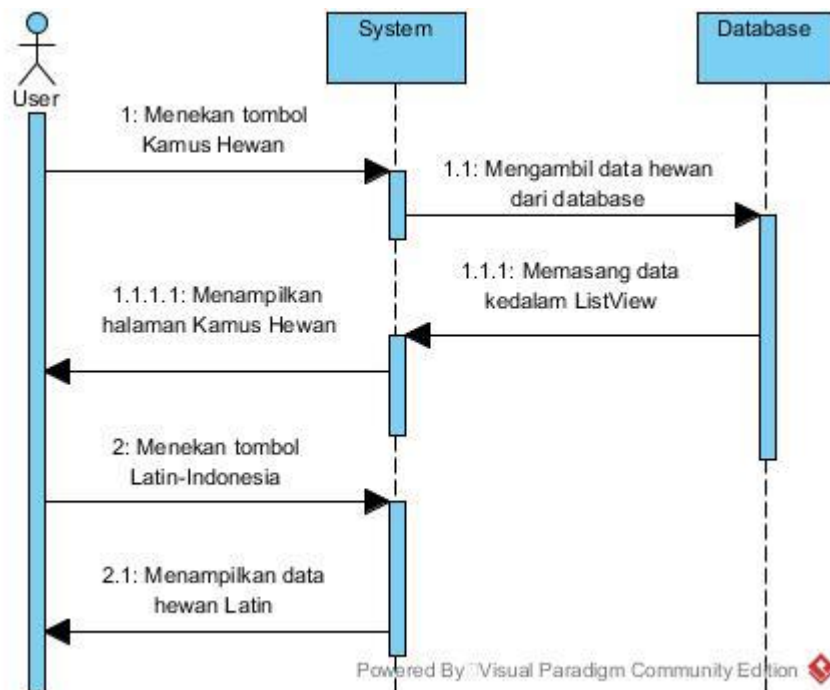 System
Database
User
1: Menekan tombol
Kamus Hewan
1.1: Mengambil data hewan
dari database
1.1.1: Memasang data
kedalam ListView
1.1.1.1: Menampilkan
halaman Kamus Hewan
2: Menekan tombol
Latin-Indonesia
2.1: Menampilkan data
hewan Latin
Powered By Visual Paradigm Community Edition